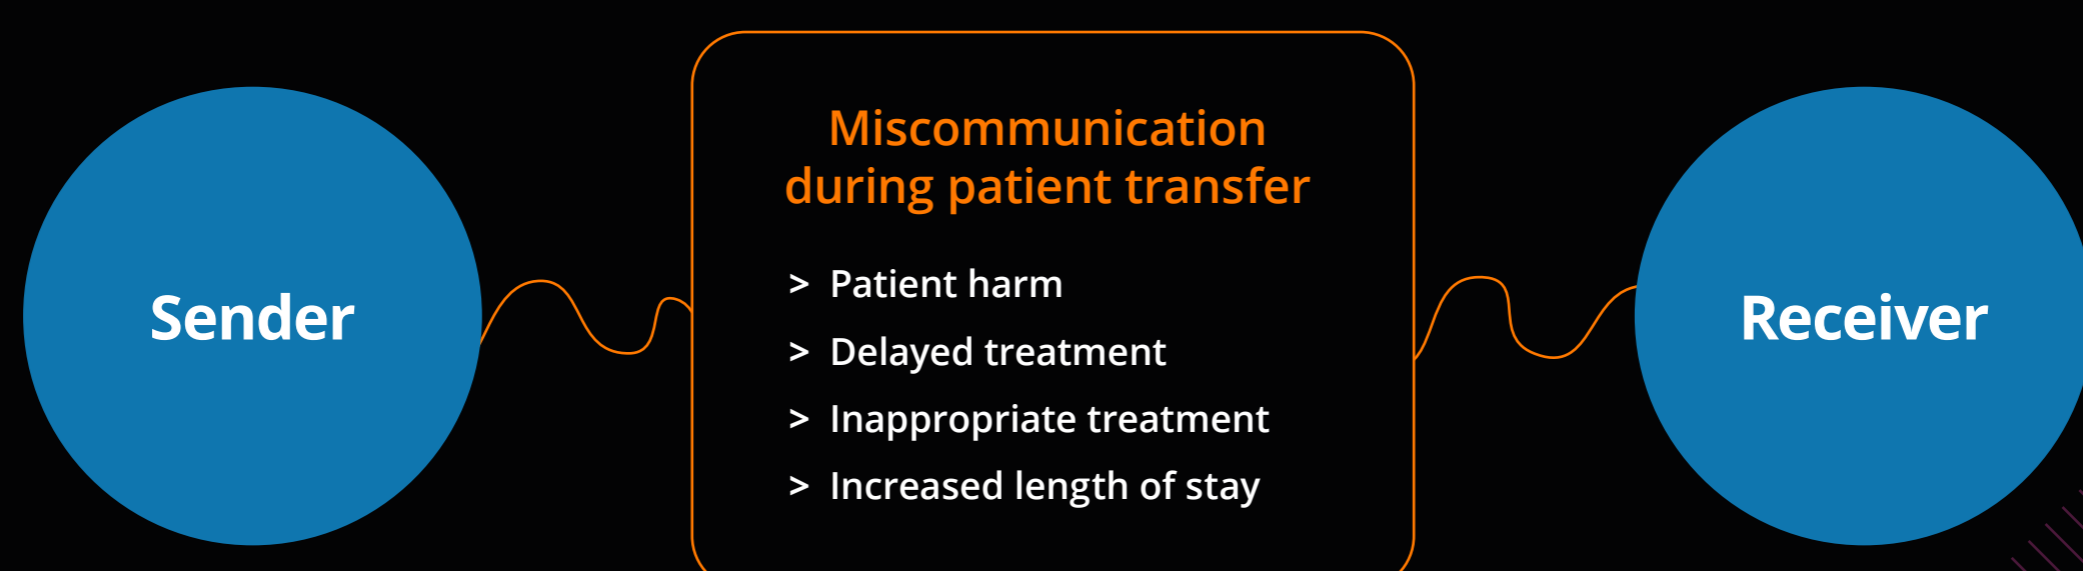 Sender
Miscommunication
during patient transfer
> Patient harm
> Delayed treatment
> Inappropriate treatment
> Increased length of stay
Receiver